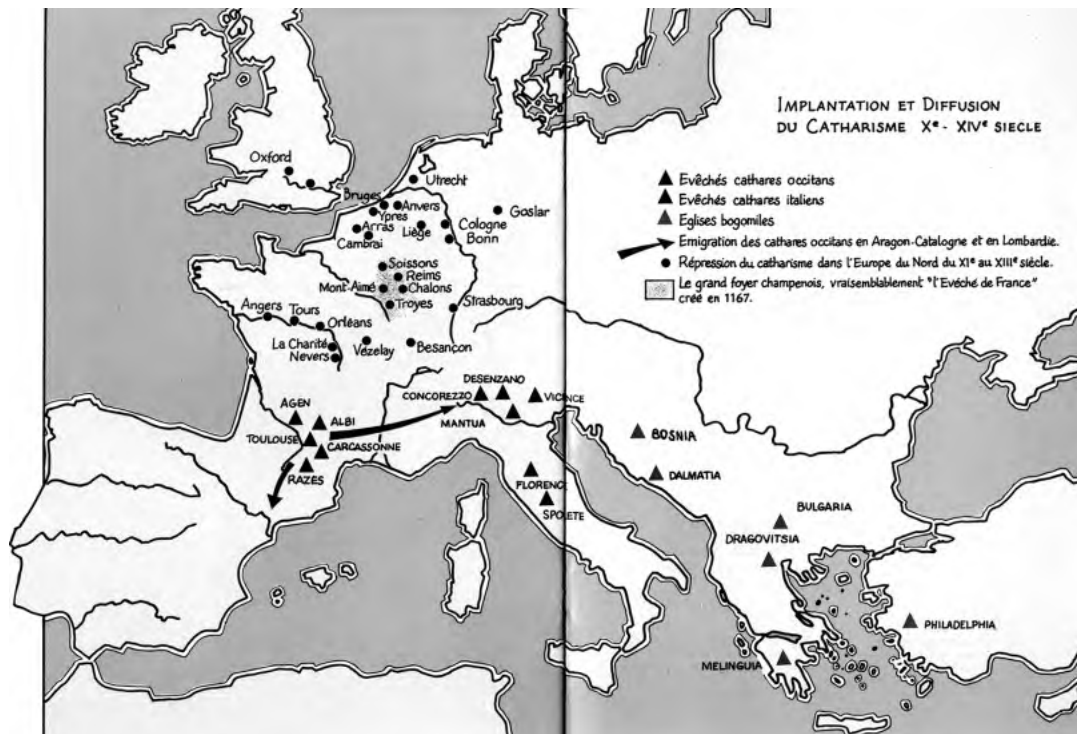 IMPLANTATION ET DIFFUSION
DU CATHARISME Xᵉ - XIVᵉ SIECLE
Evêchés cathares occitans
Evêchés cathares italiens
Eglises bogomiles
Emigration des cathares occitans en Aragon-Catalogne et en Lombardie.
Répression du catharisme dans l'Europe du Nord du XIᵉ au XIIIᵉ siècle.
Le grand foyer champenois, vraisemblablement "l'Evéché de France"
créé en 1167.
Oxford
Utrecht
Bruges
Anvers
Ypres
Goslar
Arras
Liège
Cologne
Cambrai
Bonn
Soissons
Reims
Mont-Aimé
Chalons
Troyes
Strasbourg
Angers
Tours
Orléans
La Charité
Nevers
Vézelay
Besançon
DESENZANO
CONCOREZZO
VICENCE
MANTUA
AGEN
ALBI
TOULOUSE
CARCASSONNE
RAZÈS
FLORENCE
SPOLETE
BOSNIA
DALMATIA
BULGARIA
DRAGOVITSIA
PHILADELPHIA
MELINGUIA